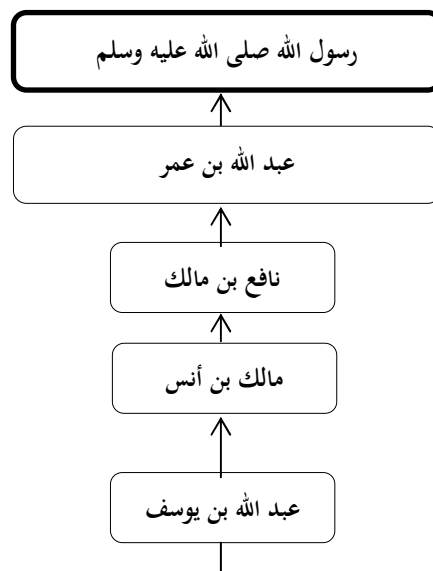 رسول الله صلى الله عليه وسلم
عبد الله بن عمر
نافع بن مالك
مالك بن أنس
عبد الله بن يوسف